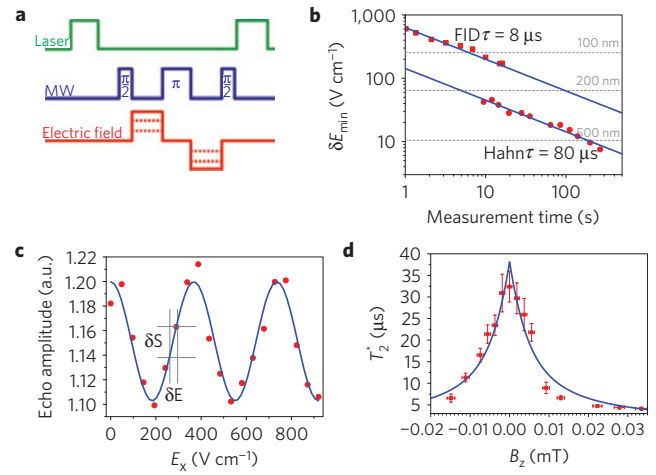 a
Laser
MW
π/2
π
π/2
Electric field
b
1,000
100
10
δE_min (V cm⁻¹)
FID τ = 8 μs
100 nm
200 nm
500 nm
Hahn τ = 80 μs
1 10 100
Measurement time (s)
c
1.22
1.20
1.18
1.16
1.14
1.12
1.10
Echo amplitude (a.u.)
δS
δE
0 200 400 600 800
E_x (V cm⁻¹)
d
40
35
30
25
20
15
10
5
T₂* (μs)
−0.02 −0.01 0.00 0.01 0.02 0.03
B_z (mT)